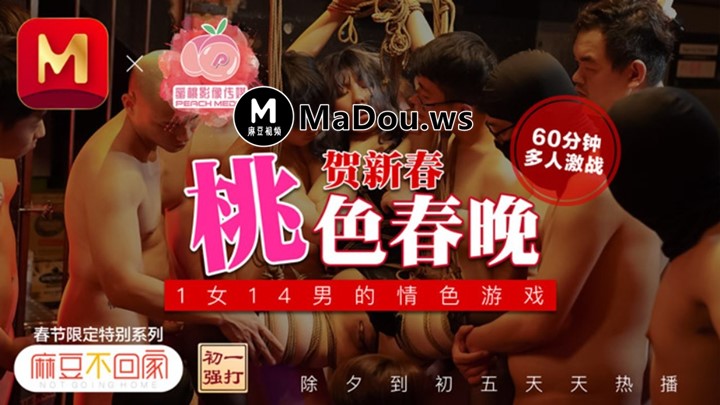 M
×
蜜桃影像传媒
PEACH MEDIA
M
麻豆视频
MaDou.ws
60分钟
多人激战
贺新春
桃色春晚
1女14男的情色游戏
春节限定特别系列
麻豆不回家
NOT GOING HOME
初一
强打
除夕到初五天天热播